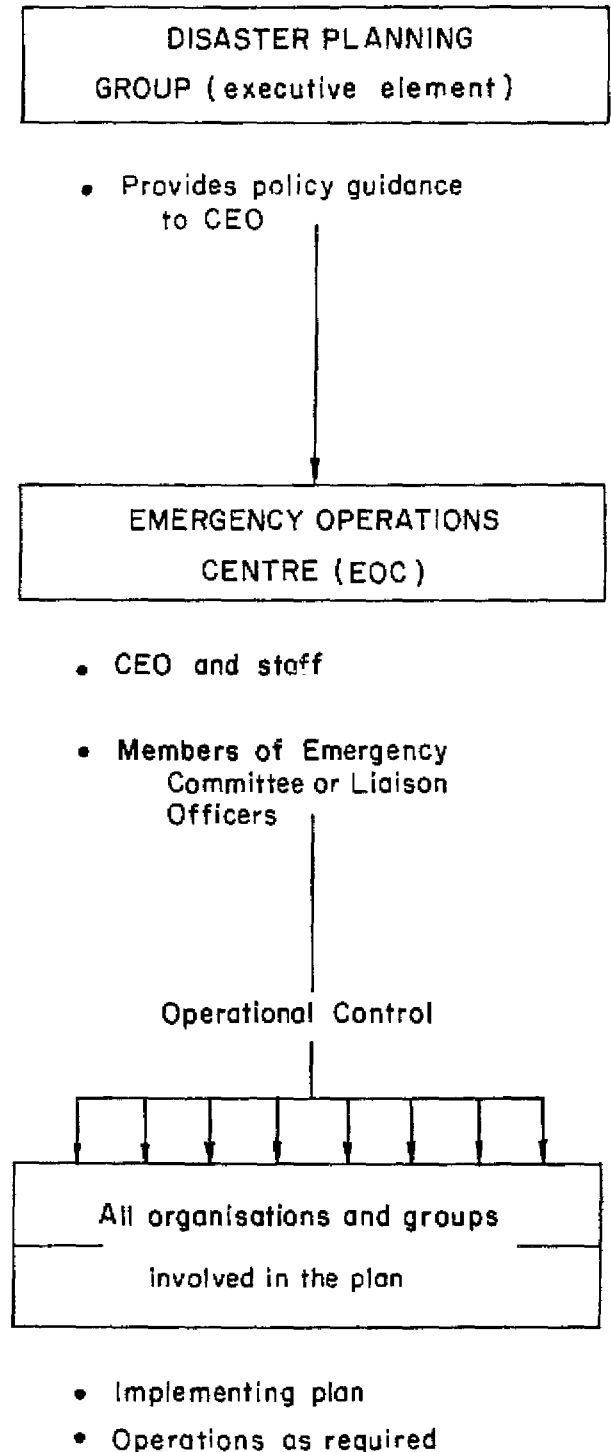 DISASTER PLANNING
GROUP (executive element)
• Provides policy guidance
to CEO
EMERGENCY OPERATIONS
CENTRE (EOC)
• CEO and staff
• Members of Emergency
Committee or Liaison
Officers
Operational Control
All organisations and groups
involved in the plan
• Implementing plan
• Operations as required